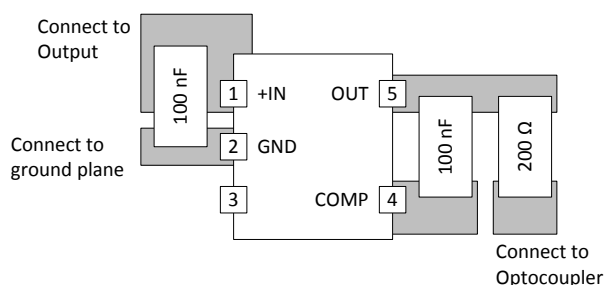 Connect to
Output
100 nF
1 +IN OUT 5
Connect to
ground plane
2 GND
100 nF
200 Ω
3 COMP 4
Connect to
Optocoupler